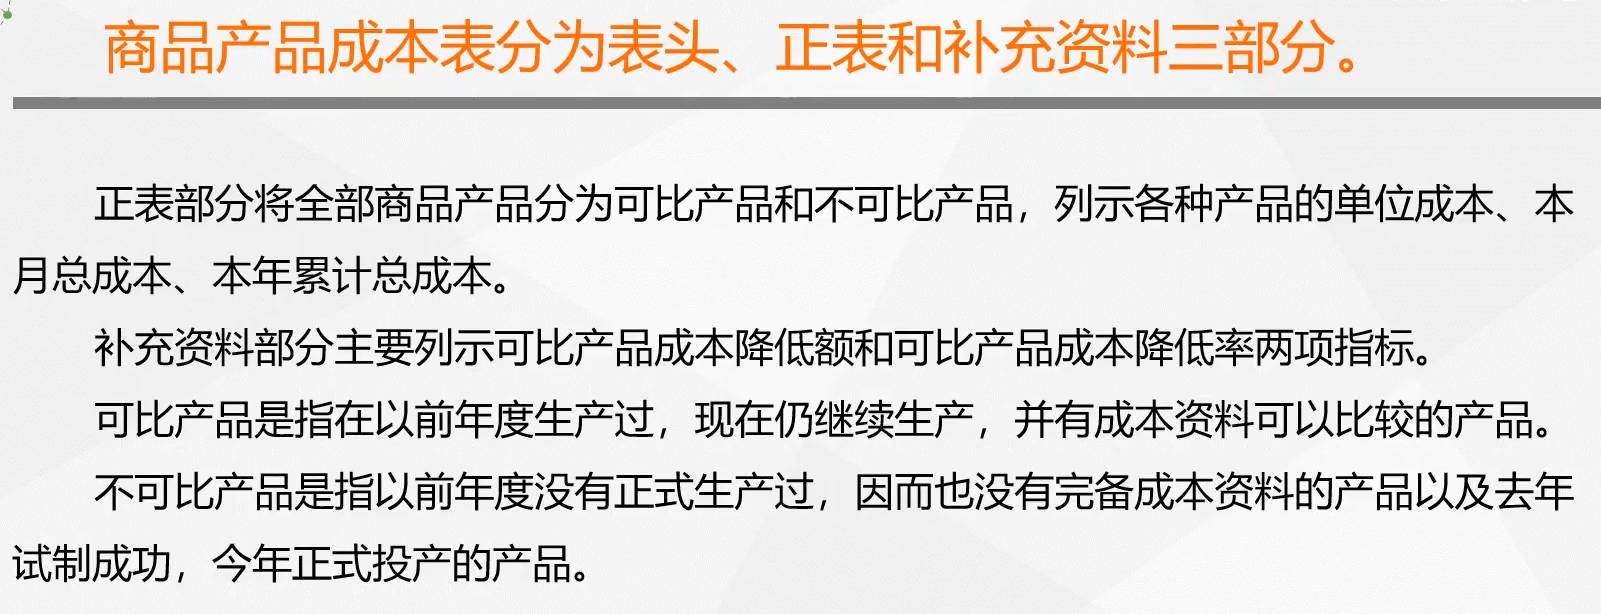 商品产品成本表分为表头、正表和补充资料三部分。
正表部分将全部商品产品分为可比产品和不可比产品，列示各种产品的单位成本、本
月总成本、本年累计总成本。
补充资料部分主要列示可比产品成本降低额和可比产品成本降低率两项指标。
可比产品是指在以前年度生产过，现在仍继续生产，并有成本资料可以比较的产品。
不可比产品是指以前年度没有正式生产过，因而也没有完备成本资料的产品以及去年
试制成功，今年正式投产的产品。